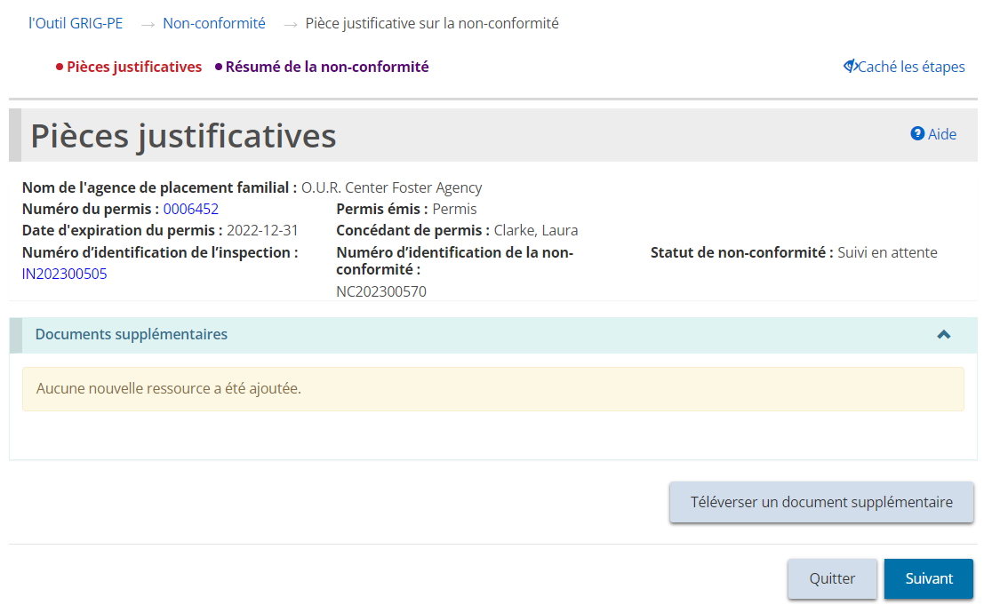 l'Outil GRIG-PE → Non-conformité → Pièce justificative sur la non-conformité
• Pièces justificatives • Résumé de la non-conformité Caché les étapes
Pièces justificatives Aide
Nom de l'agence de placement familial : O.U.R. Center Foster Agency
Numéro du permis : 0006452 Permis émis : Permis
Date d'expiration du permis : 2022-12-31 Concédant de permis : Clarke, Laura
Numéro d’identification de l’inspection : Numéro d’identification de la non- Statut de non-conformité : Suivi en attente
IN202300505 conformité :
NC202300570
Documents supplémentaires
Aucune nouvelle ressource a été ajoutée.
Téléverser un document supplémentaire
Quitter Suivant